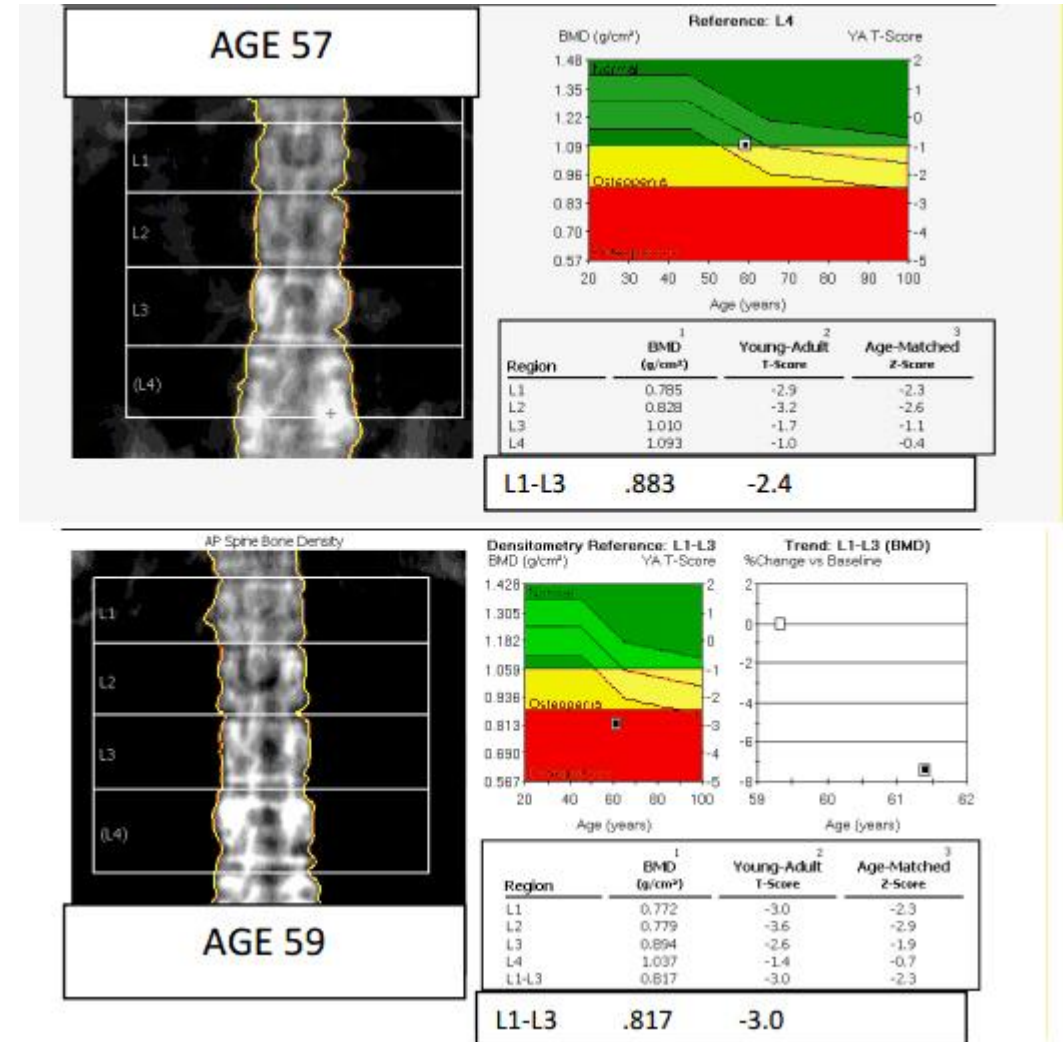 AGE 57
Reference: L4
BMD (g/cm²) YA T-Score
1.48 2
1.35 1
1.22 0
1.09 -1
0.96 -2
0.83 -3
0.70 -4
0.57 -5
Normal
Osteopenia
20 30 40 50 60 70 80 90 100
Age (years)
L1
L2
L3
(L4)
1 2 3
BMD Young-Adult Age-Matched
Region (g/cm²) T-Score Z-Score
L1 0.785 -2.9 -2.3
L2 0.828 -3.2 -2.6
L3 1.010 -1.7 -1.1
L4 1.093 -1.0 -0.4
L1-L3 .883 -2.4
AP Spine Bone Density
L1
L2
L3
(L4)
AGE 59
Densitometry Reference: L1-L3
BMD (g/cm²) YA T-Score
1.428 2
1.305 1
1.182 0
1.059 -1
0.936 -2
0.813 -3
0.690 -4
0.567 -5
Normal
Osteopenia
20 40 60 80 100
Age (years)
Trend: L1-L3 (BMD)
%Change vs Baseline
2
0
-2
-4
-6
-8
59 60 61 62
Age (years)
1 2 3
BMD Young-Adult Age-Matched
Region (g/cm²) T-Score Z-Score
L1 0.772 -3.0 -2.3
L2 0.779 -3.6 -2.9
L3 0.894 -2.6 -1.9
L4 1.037 -1.4 -0.7
L1-L3 0.817 -3.0 -2.3
L1-L3 .817 -3.0